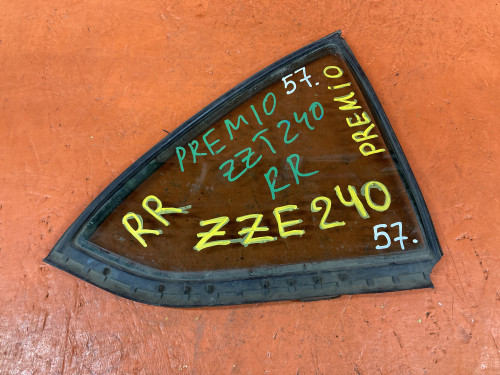 57.
PREMIO
ZZT240
RR
PREMiO
RR
ZZE240
57.